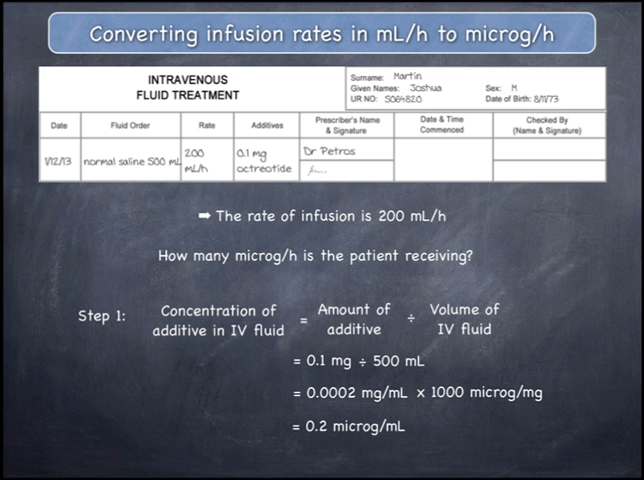 Converting infusion rates in mL/h to microg/h
INTRAVENOUS
FLUID TREATMENT
Surname: Martin
Given Names: Joshua Sex: M
UR NO: S064820 Date of Birth: 8/11/73
Date Fluid Order Rate Additives Prescriber's Name & Signature Date & Time Commenced Checked By (Name & Signature)
1/12/13 normal saline 500 mL 200 mL/h 0.1 mg octreotide Dr Petros
➡ The rate of infusion is 200 mL/h
How many microg/h is the patient receiving?
Step 1: Concentration of additive in IV fluid = Amount of additive ÷ Volume of IV fluid
= 0.1 mg ÷ 500 mL
= 0.0002 mg/mL x 1000 microg/mg
= 0.2 microg/mL